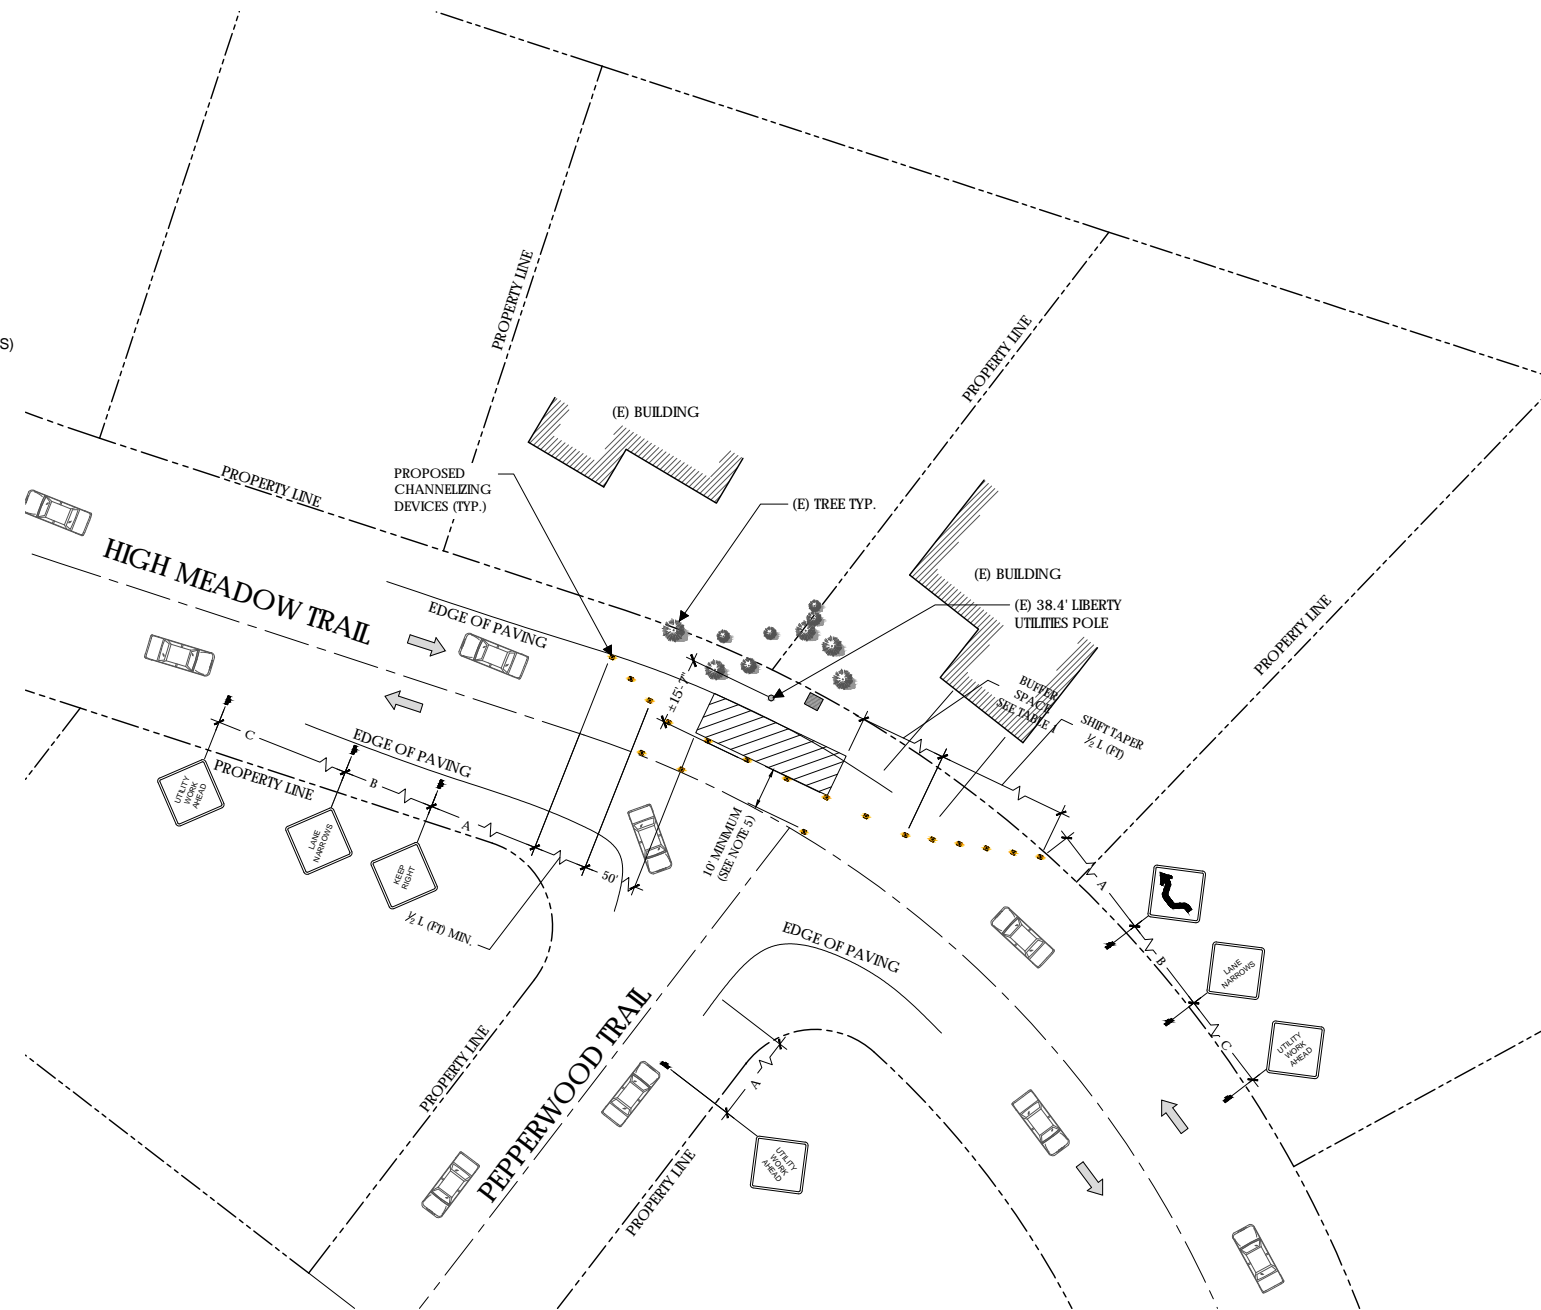 S)
PROPERTY LINE
PROPERTY LINE
(E) BUILDING
PROPERTY LINE
PROPOSED
CHANNELIZING
DEVICES (TYP.)
(E) TREE TYP.
HIGH MEADOW TRAIL
EDGE OF PAVING
(E) BUILDING
(E) 38.4' LIBERTY
UTILITIES POLE
PROPERTY LINE
±15'-7"
BUFFER
SPACE
SEE TABLE 1
SHIFT TAPER
½ L (FT)
C
EDGE OF PAVING
PROPERTY LINE
B
A
UTILITY
WORK
AHEAD
LANE
NARROWS
KEEP
RIGHT
50'
½ L (FT) MIN.
10' MINIMUM
(SEE NOTE 5)
A
B
LANE
NARROWS
C
UTILITY
WORK
AHEAD
EDGE OF PAVING
PEPPERWOOD TRAIL
PROPERTY LINE
A
UTILITY
WORK
AHEAD
PROPERTY LINE